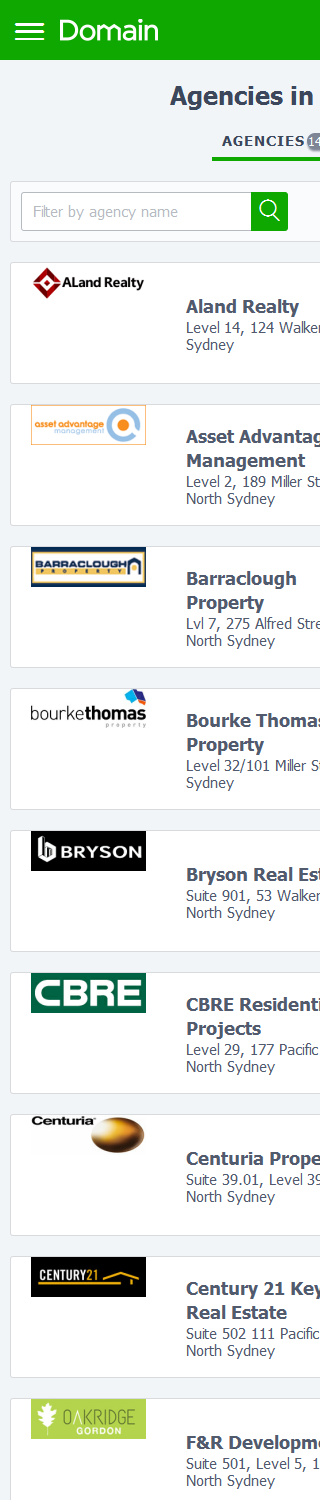 Domain
Agencies in
AGENCIES 14
Filter by agency name
ALand Realty
Aland Realty
Level 14, 124 Walker
Sydney
asset advantage
management
Asset Advantag
Management
Level 2, 189 Miller St
North Sydney
BARRACLOUGH
PROPERTY
Barraclough
Property
Lvl 7, 275 Alfred Stre
North Sydney
bourkethomas
property
Bourke Thomas
Property
Level 32/101 Miller S
Sydney
BRYSON
Bryson Real Est
Suite 901, 53 Walker
North Sydney
CBRE
CBRE Residenti
Projects
Level 29, 177 Pacific
North Sydney
Centuria
Centuria Prope
Suite 39.01, Level 39
North Sydney
CENTURY 21
Century 21 Key
Real Estate
Suite 502 111 Pacific
North Sydney
OAKRIDGE
GORDON
F&R Developm
Suite 501, Level 5, 1
North Sydney